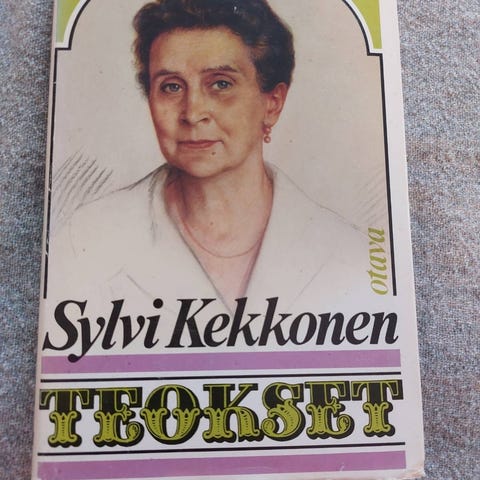 otava
Sylvi Kekkonen
TEOKSET